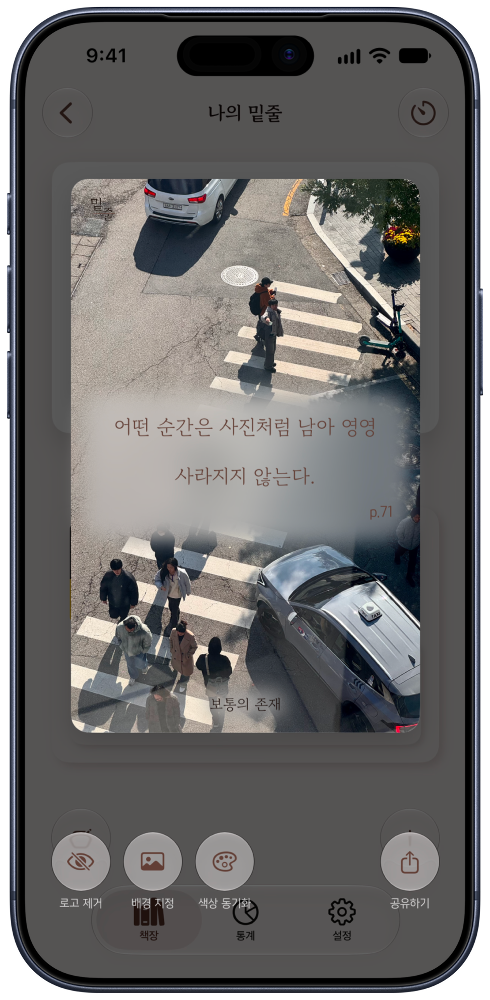 9:41
나의 밑줄
밑
줄
어떤 순간은 사진처럼 남아 영영
사라지지 않는다.
p.71
보통의 존재
로고 제거
배경 지정
색상 동기화
공유하기
책장
통계
설정